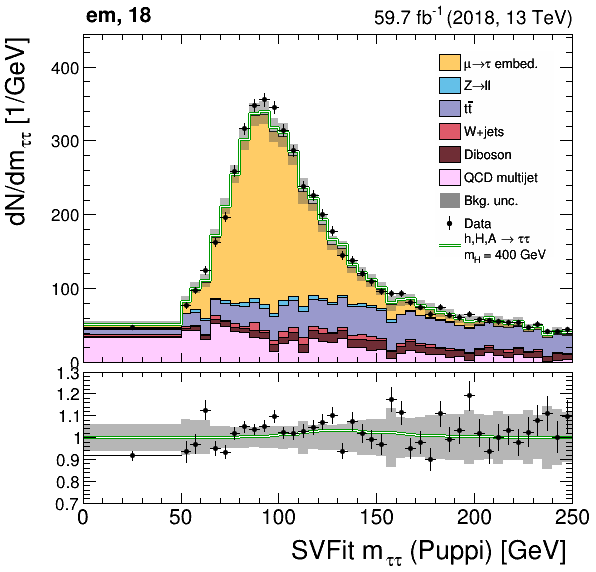 em, 18
59.7 fb⁻¹ (2018, 13 TeV)
dN/dm_ττ [1/GeV]
400
300
200
100
0
μ→τ embed.
Z→ll
tt̄
W+jets
Diboson
QCD multijet
Bkg. unc.
Data
h,H,A → ττ
m_H = 400 GeV
1.3
1.2
1.1
1
0.9
0.8
0.7
0 50 100 150 200 250
SVFit m_ττ (Puppi) [GeV]